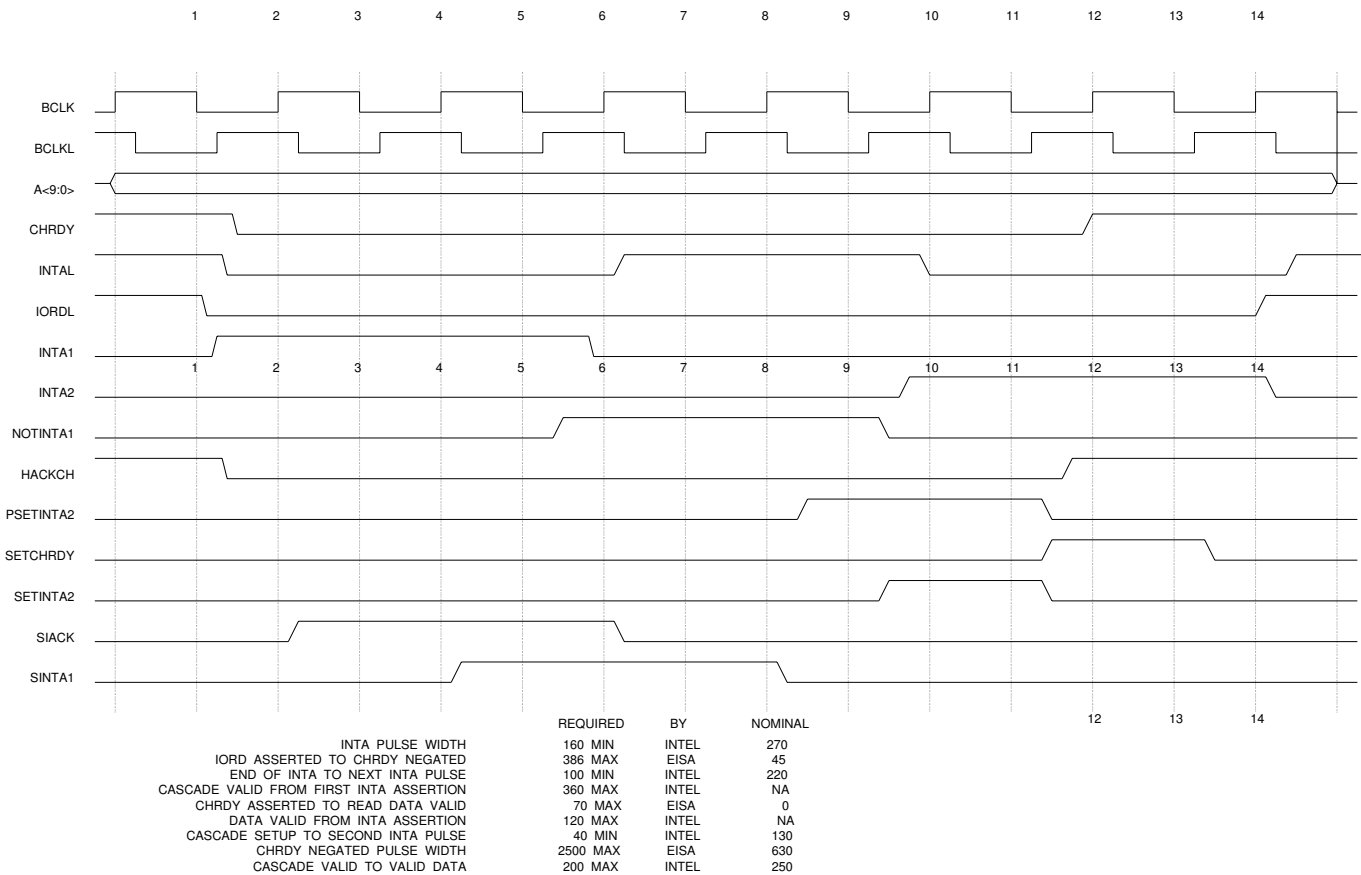 1 2 3 4 5 6 7 8 9 10 11 12 13 14
BCLK
BCLKL
A<9:0>
CHRDY
INTAL
IORDL
INTA1
1 2 3 4 5 6 7 8 9 10 11 12 13 14
INTA2
NOTINTA1
HACKCH
PSETINTA2
SETCHRDY
SETINTA2
SIACK
SINTA1
12 13 14
REQUIRED BY NOMINAL
INTA PULSE WIDTH 160 MIN INTEL 270
IORD ASSERTED TO CHRDY NEGATED 386 MAX EISA 45
END OF INTA TO NEXT INTA PULSE 100 MIN INTEL 220
CASCADE VALID FROM FIRST INTA ASSERTION 360 MAX INTEL NA
CHRDY ASSERTED TO READ DATA VALID 70 MAX EISA 0
DATA VALID FROM INTA ASSERTION 120 MAX INTEL NA
CASCADE SETUP TO SECOND INTA PULSE 40 MIN INTEL 130
CHRDY NEGATED PULSE WIDTH 2500 MAX EISA 630
CASCADE VALID TO VALID DATA 200 MAX INTEL 250